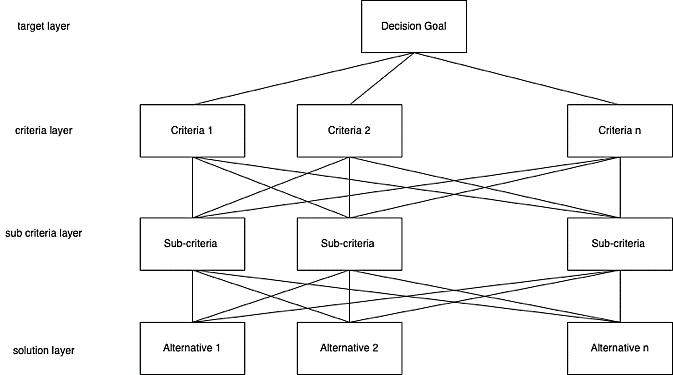 target layer
Decision Goal
criteria layer
Criteria 1
Criteria 2
Criteria n
sub criteria layer
Sub-criteria
Sub-criteria
Sub-criteria
solution layer
Alternative 1
Alternative 2
Alternative n